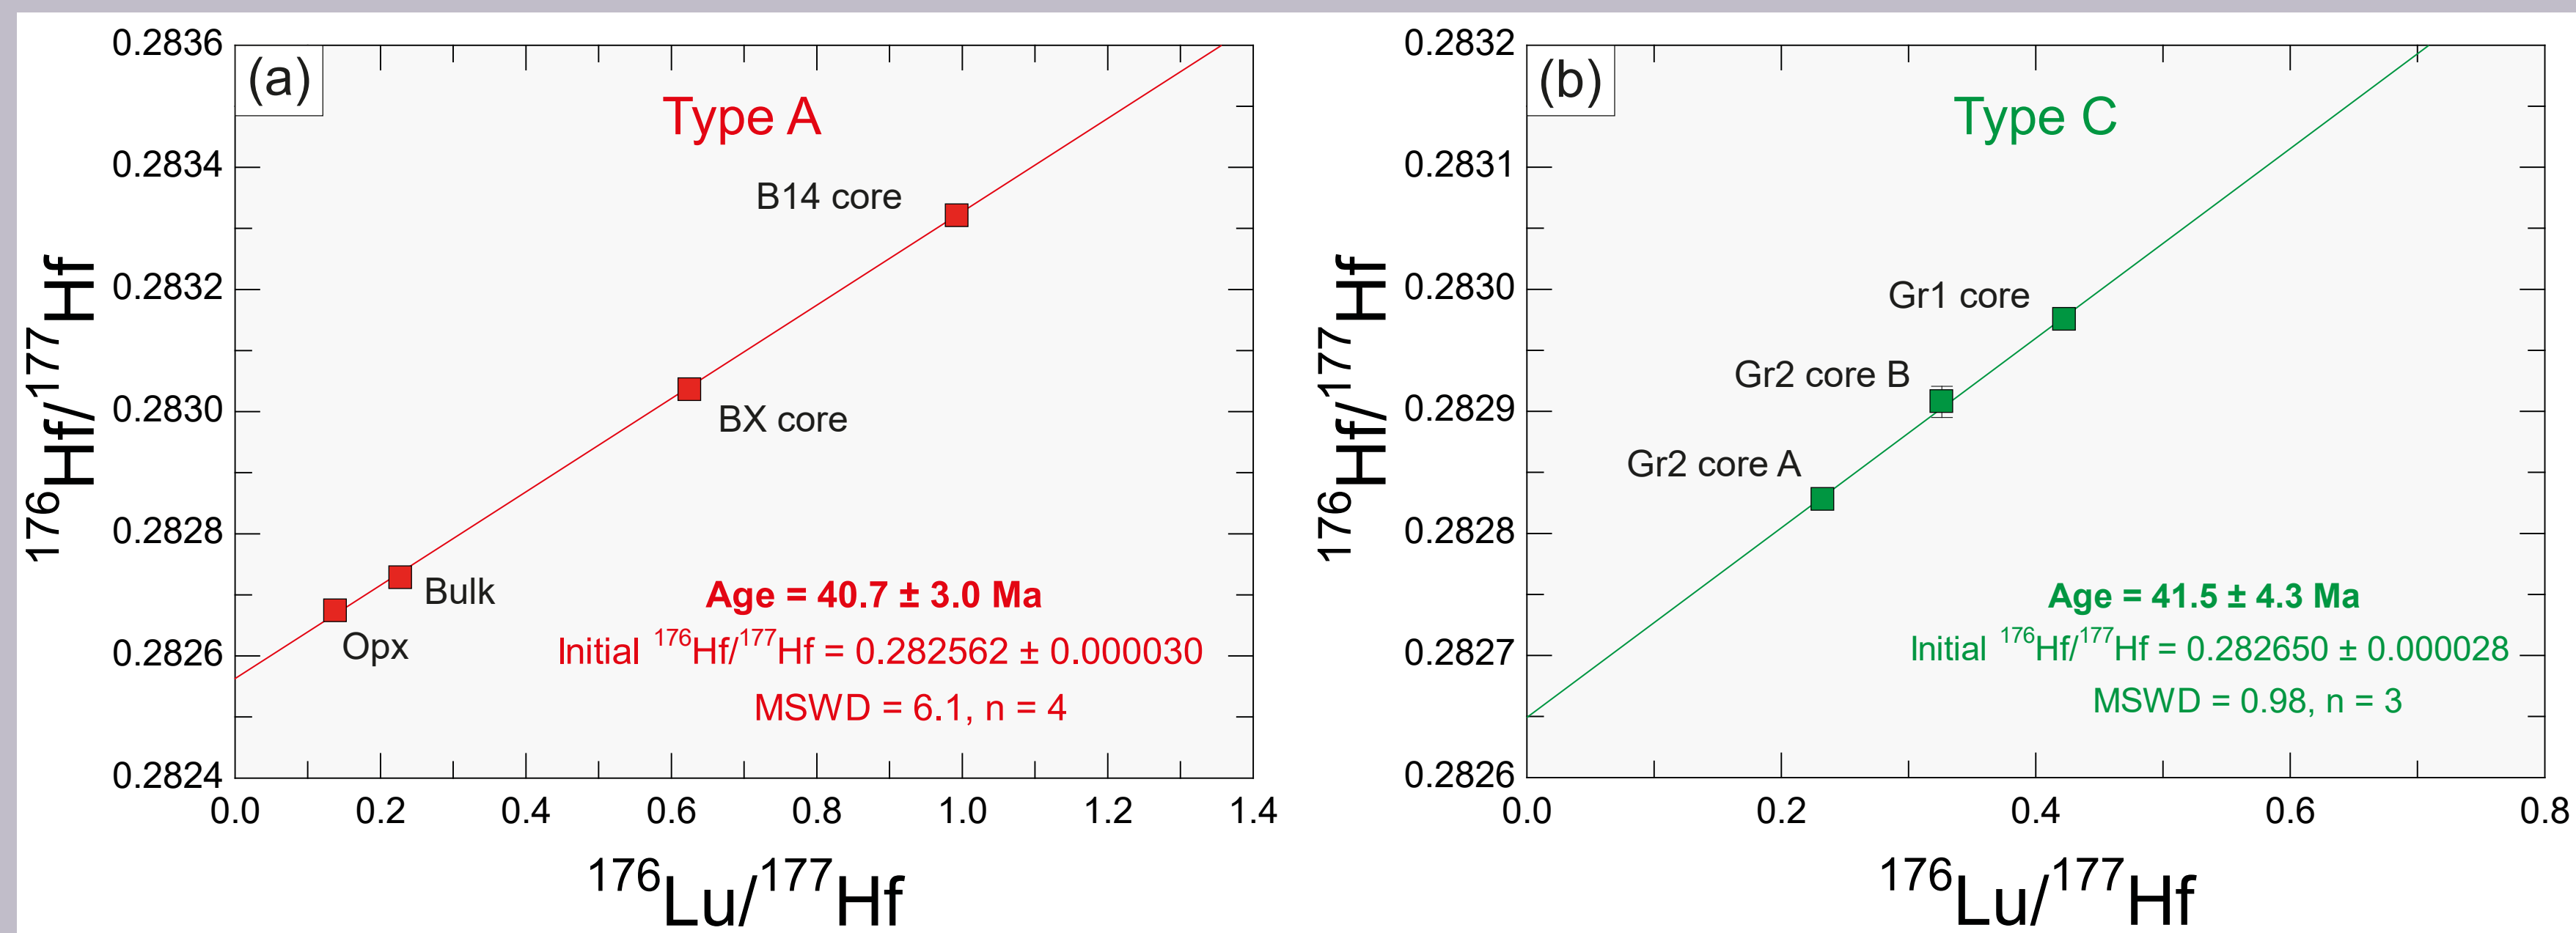 (a)
Type A
0.2836
0.2834
0.2832
0.2830
0.2828
0.2826
0.2824
¹⁷⁶Hf/¹⁷⁷Hf
B14 core
BX core
Bulk
Opx
Age = 40.7 ± 3.0 Ma
Initial ¹⁷⁶Hf/¹⁷⁷Hf = 0.282562 ± 0.000030
MSWD = 6.1, n = 4
0.0 0.2 0.4 0.6 0.8 1.0 1.2 1.4
¹⁷⁶Lu/¹⁷⁷Hf
(b)
Type C
0.2832
0.2831
0.2830
0.2829
0.2828
0.2827
0.2826
¹⁷⁶Hf/¹⁷⁷Hf
Gr1 core
Gr2 core B
Gr2 core A
Age = 41.5 ± 4.3 Ma
Initial ¹⁷⁶Hf/¹⁷⁷Hf = 0.282650 ± 0.000028
MSWD = 0.98, n = 3
0.0 0.2 0.4 0.6 0.8
¹⁷⁶Lu/¹⁷⁷Hf